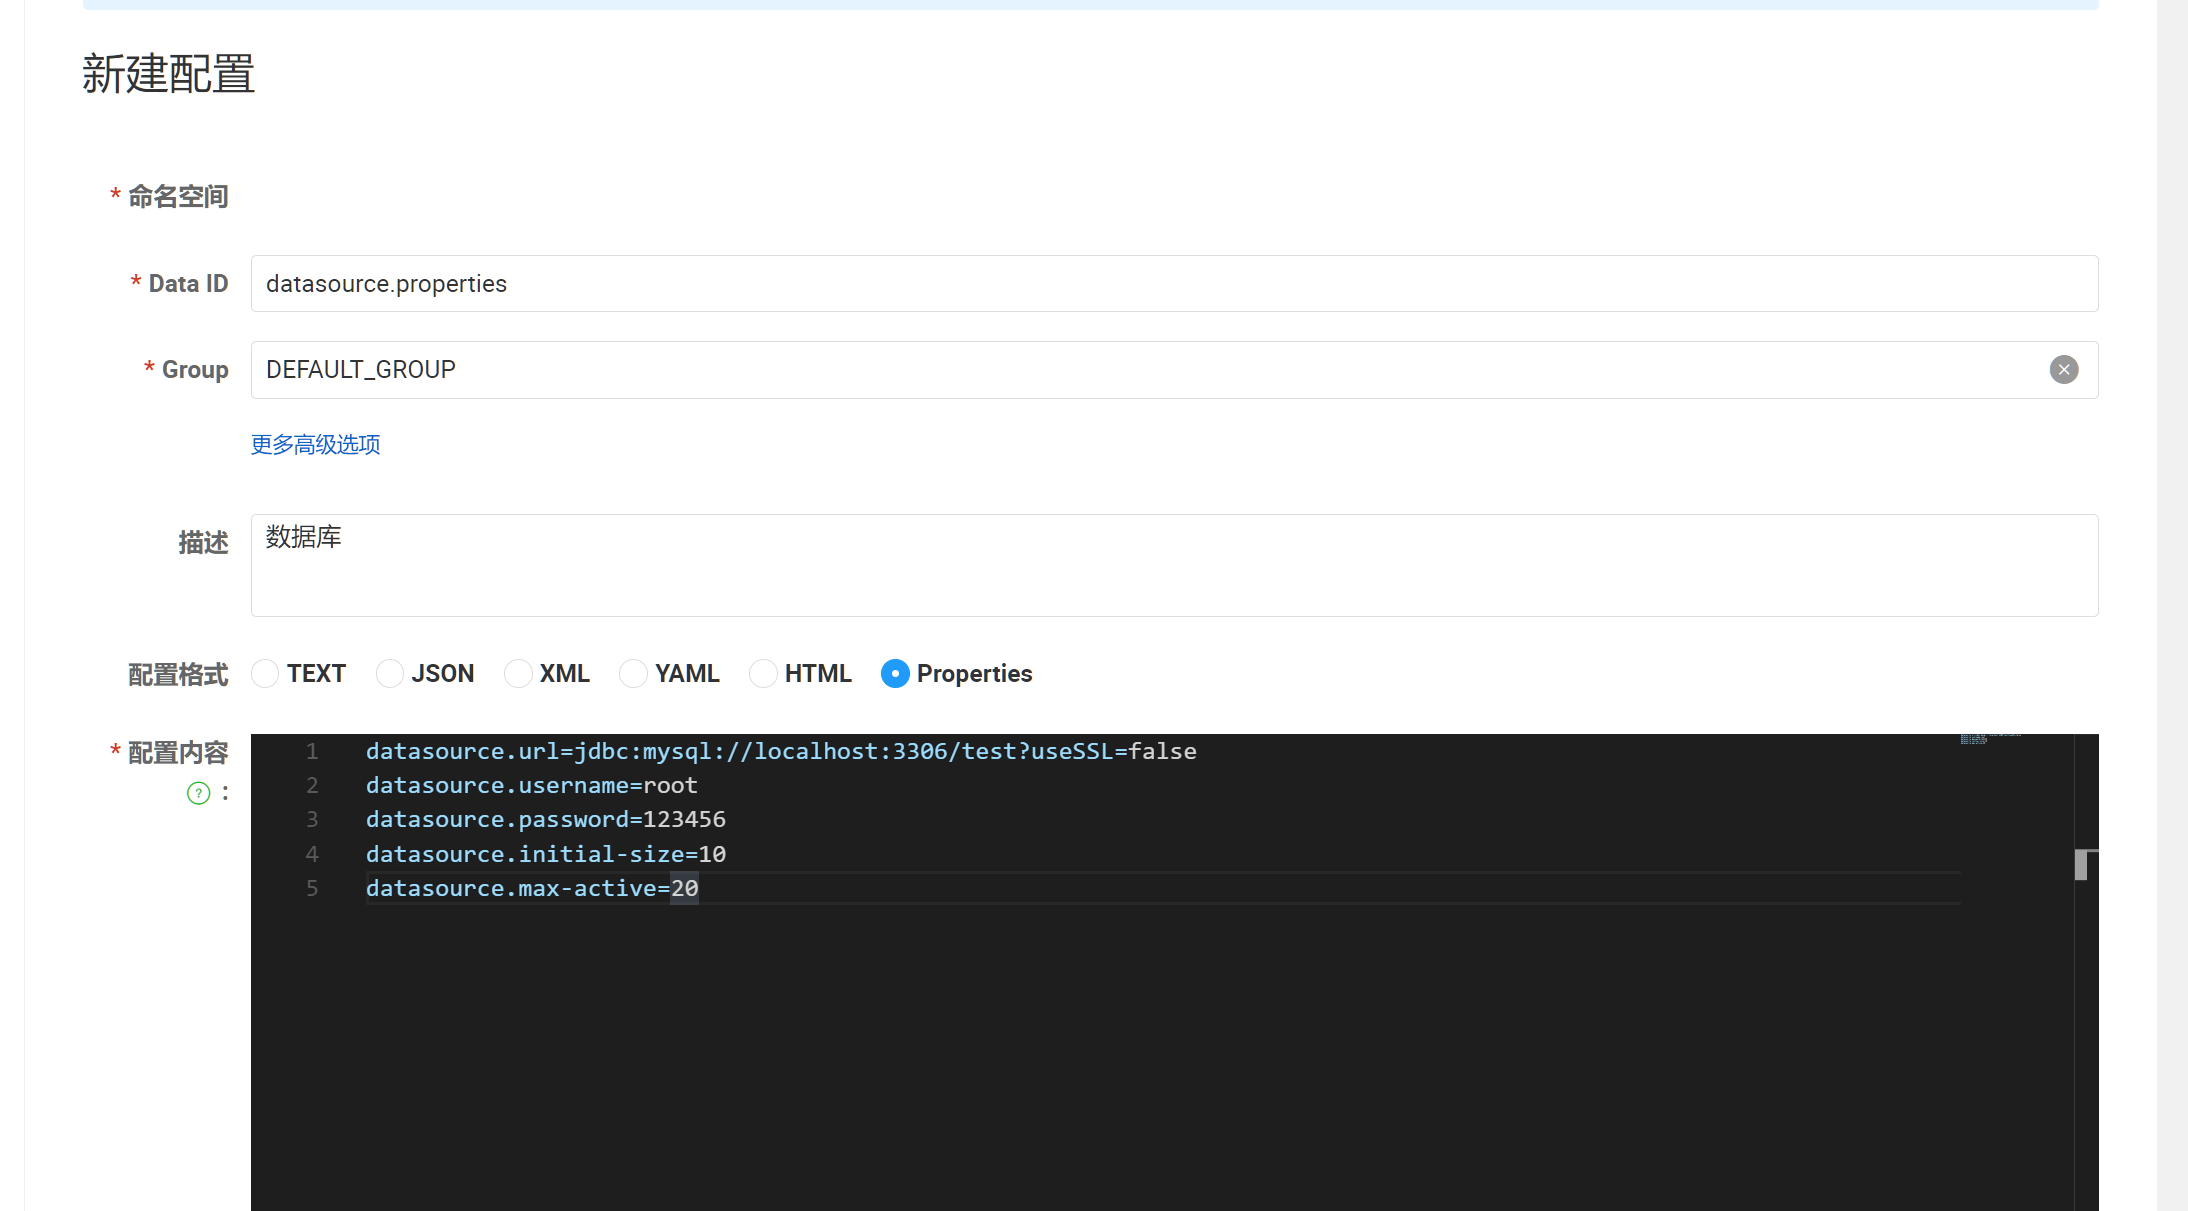 新建配置
* 命名空间
* Data ID datasource.properties
* Group DEFAULT_GROUP
更多高级选项
描述 数据库
配置格式 TEXT JSON XML YAML HTML Properties
* 配置内容
? :
1 datasource.url=jdbc:mysql://localhost:3306/test?useSSL=false
2 datasource.username=root
3 datasource.password=123456
4 datasource.initial-size=10
5 datasource.max-active=20